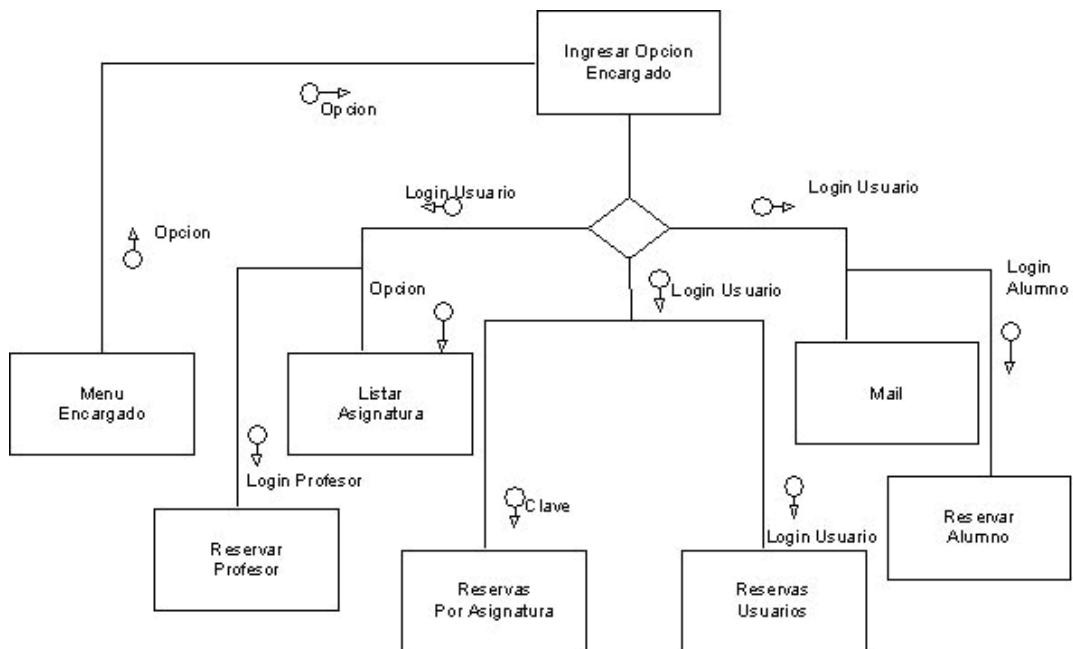 Ingresar Opcion
Encargado
Opcion
Login Usuario
Login Usuario
Opcion
Login
Alumno
Opcion
Login Usuario
Menu
Encargado
Listar
Asignatura
Mail
Login Profesor
Clave
Login Usuario
Reservar
Alumno
Reservar
Profesor
Reservas
Por Asignatura
Reservas
Usuarios